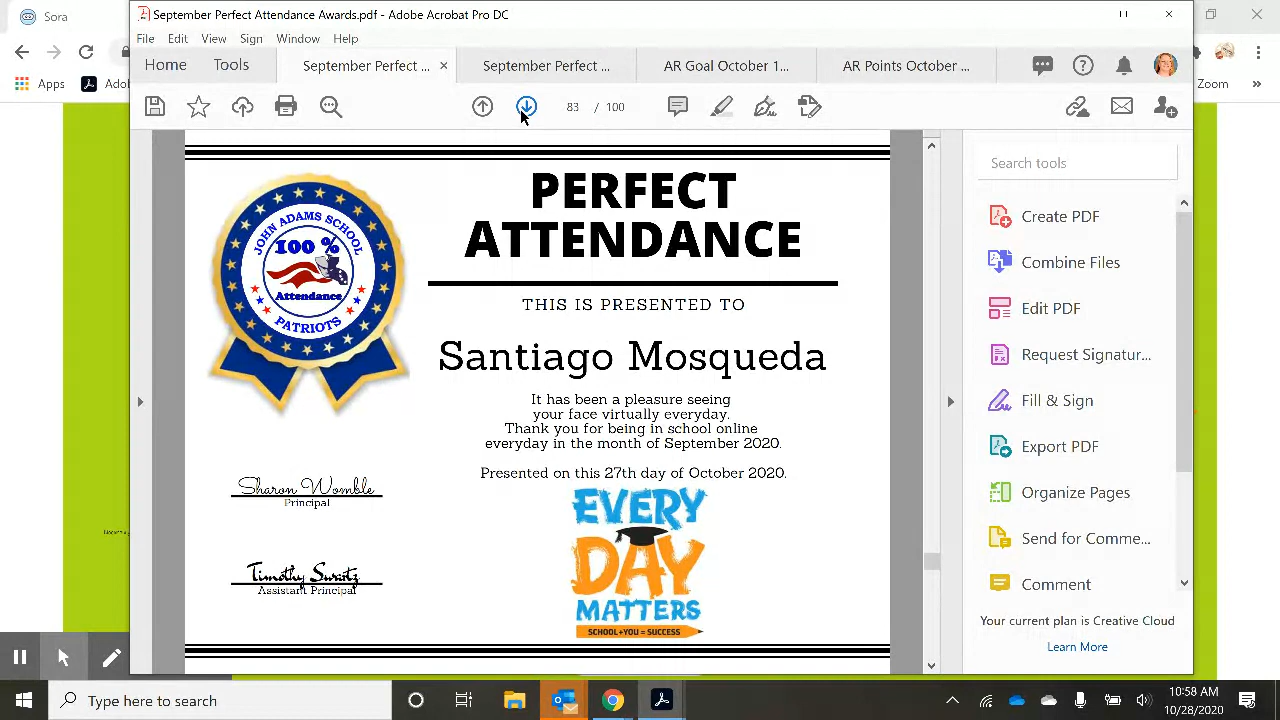 Sora
September Perfect Attendance Awards.pdf - Adobe Acrobat Pro DC
File Edit View Sign Window Help
Home Tools September Perfect ... × September Perfect ... AR Goal October 1... AR Points October ...
Apps
Zoom »
83 / 100
Search tools
Create PDF
Combine Files
Edit PDF
Request Signatur...
Fill & Sign
Export PDF
Organize Pages
Send for Comme...
Comment
Your current plan is Creative Cloud
Learn More
JOHN ADAMS SCHOOL
100 %
Attendance
PATRIOTS
PERFECT
ATTENDANCE
THIS IS PRESENTED TO
Santiago Mosqueda
It has been a pleasure seeing
your face virtually everyday.
Thank you for being in school online
everyday in the month of September 2020.
Presented on this 27th day of October 2020.
Sharon Womble
Principal
Timothy Swartz
Assistant Principal
EVERY
DAY
MATTERS
SCHOOL+YOU = SUCCESS
Type here to search
10:58 AM
10/28/2020